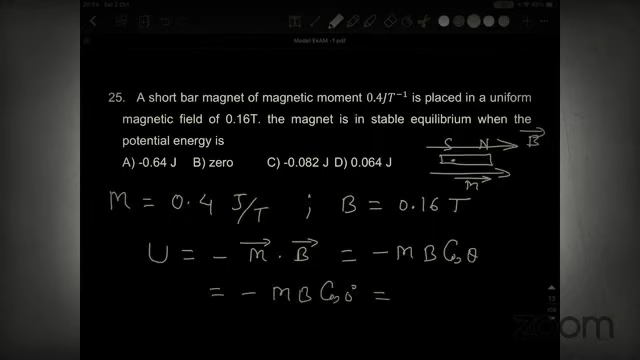 Model ExAM -1.pdf
25. A short bar magnet of magnetic moment 0.4JT⁻¹ is placed in a uniform
magnetic field of 0.16T. the magnet is in stable equilibrium when the
potential energy is
A) -0.64 J B) zero C) -0.082 J D) 0.064 J
S N B⃗
M⃗
M = 0.4 J/T ; B = 0.16 T
U = - M⃗ . B⃗ = - M B Cos θ
= - M B Cos 0° =
zoom